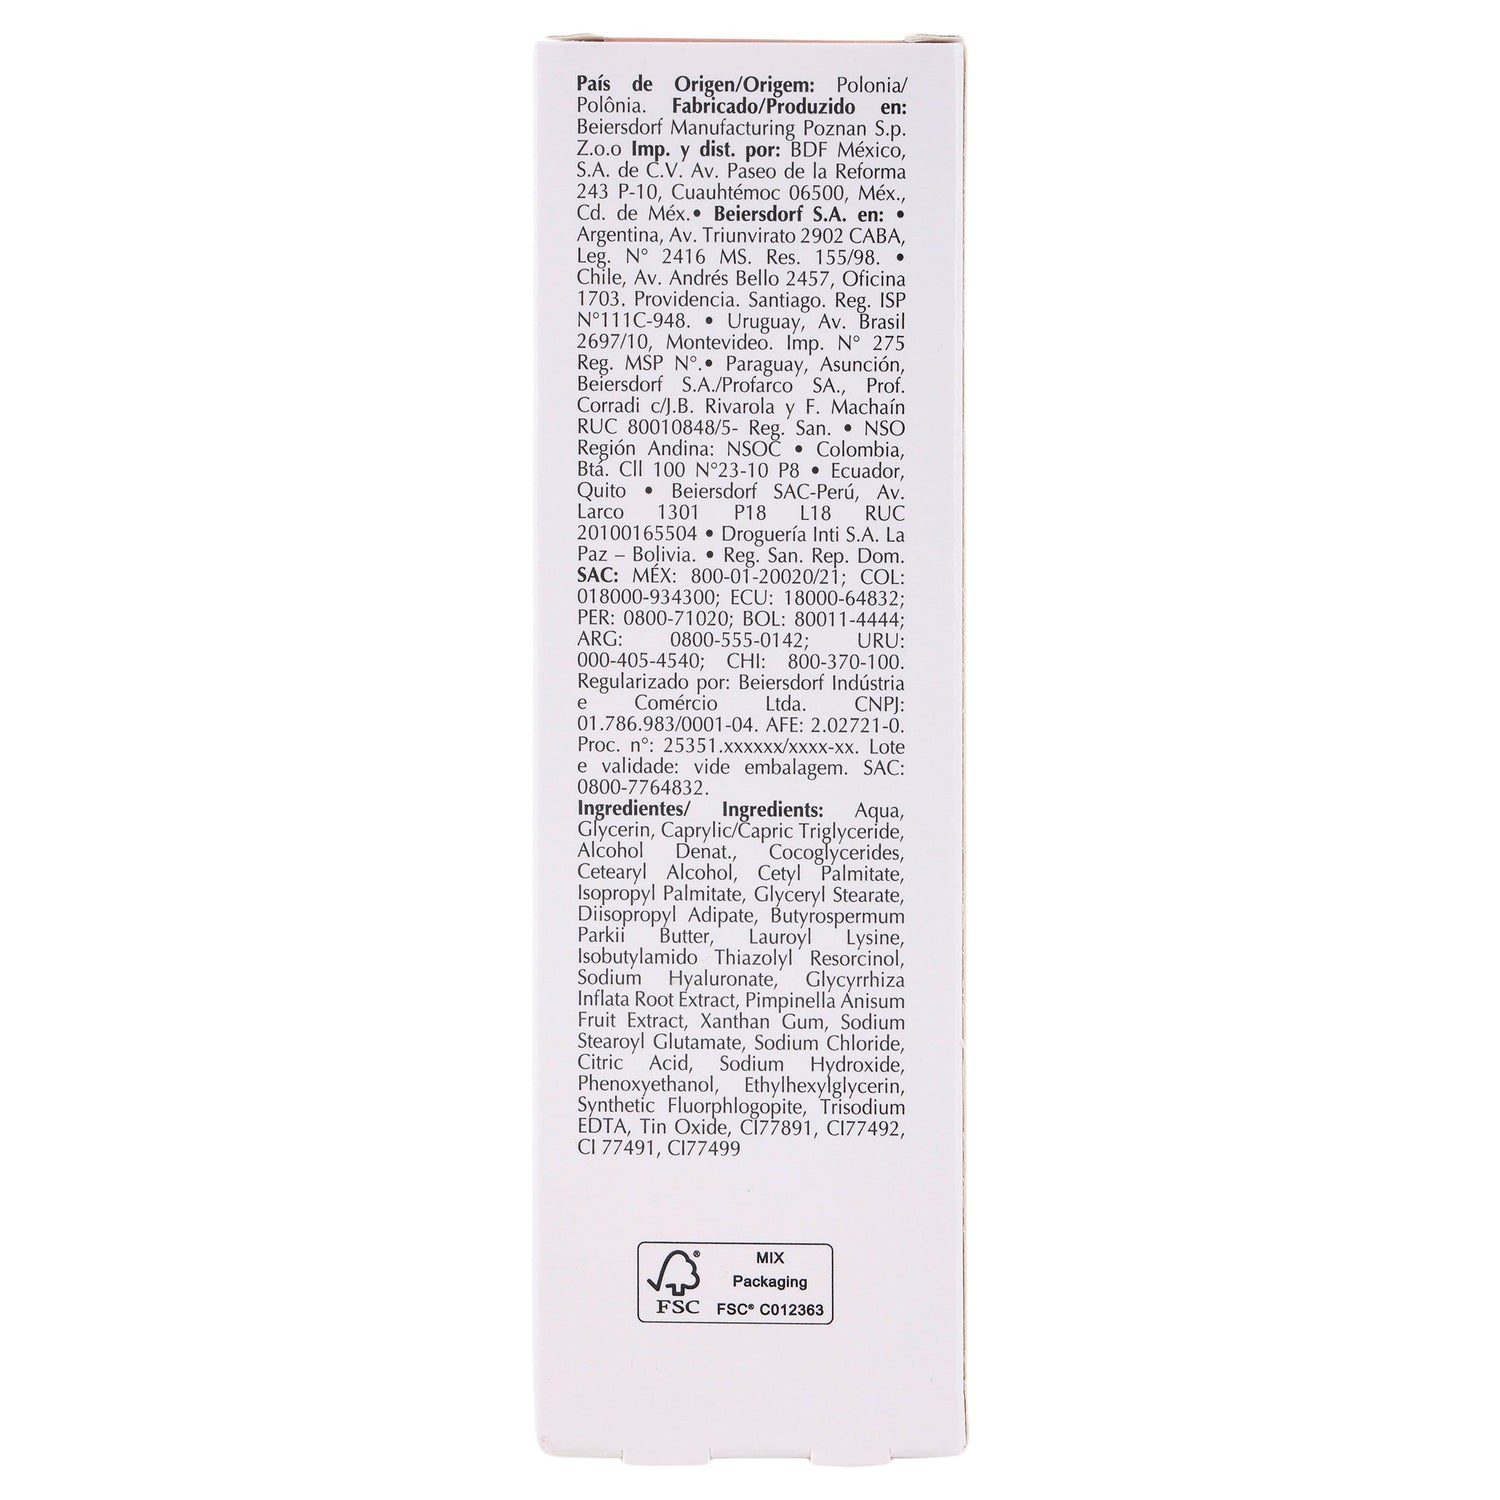 País de Origen/Origem: Polonia/
Polônia. Fabricado/Produzido en:
Beiersdorf Manufacturing Poznan S.p.
Z.o.o Imp. y dist. por: BDF México,
S.A. de C.V. Av. Paseo de la Reforma
243 P-10, Cuauhtémoc 06500, Méx.,
Cd. de Méx.• Beiersdorf S.A. en: •
Argentina, Av. Triunvirato 2902 CABA,
Leg. N° 2416 MS. Res. 155/98. •
Chile, Av. Andrés Bello 2457, Oficina
1703. Providencia. Santiago. Reg. ISP
N°111C-948. • Uruguay, Av. Brasil
2697/10, Montevideo. Imp. N° 275
Reg. MSP N°.• Paraguay, Asunción,
Beiersdorf S.A./Profarco SA., Prof.
Corradi c/J.B. Rivarola y F. Machaín
RUC 80010848/5- Reg. San. • NSO
Región Andina: NSOC • Colombia,
Btá. Cll 100 N°23-10 P8 • Ecuador,
Quito • Beiersdorf SAC-Perú, Av.
Larco 1301 P18 L18 RUC
20100165504 • Droguería Inti S.A. La
Paz – Bolivia. • Reg. San. Rep. Dom.
SAC: MÉX: 800-01-20020/21; COL:
018000-934300; ECU: 18000-64832;
PER: 0800-71020; BOL: 80011-4444;
ARG: 0800-555-0142; URU:
000-405-4540; CHI: 800-370-100.
Regularizado por: Beiersdorf Indústria
e Comércio Ltda. CNPJ:
01.786.983/0001-04. AFE: 2.02721-0.
Proc. n°: 25351.xxxxxx/xxxx-xx. Lote
e validade: vide embalagem. SAC:
0800-7764832.
Ingredientes/ Ingredients: Aqua,
Glycerin, Caprylic/Capric Triglyceride,
Alcohol Denat., Cocoglycerides,
Cetearyl Alcohol, Cetyl Palmitate,
Isopropyl Palmitate, Glyceryl Stearate,
Diisopropyl Adipate, Butyrospermum
Parkii Butter, Lauroyl Lysine,
Isobutylamido Thiazolyl Resorcinol,
Sodium Hyaluronate, Glycyrrhiza
Inflata Root Extract, Pimpinella Anisum
Fruit Extract, Xanthan Gum, Sodium
Stearoyl Glutamate, Sodium Chloride,
Citric Acid, Sodium Hydroxide,
Phenoxyethanol, Ethylhexylglycerin,
Synthetic Fluorphlogopite, Trisodium
EDTA, Tin Oxide, CI77891, CI77492,
CI 77491, CI77499
MIX
Packaging
FSC FSC® C012363